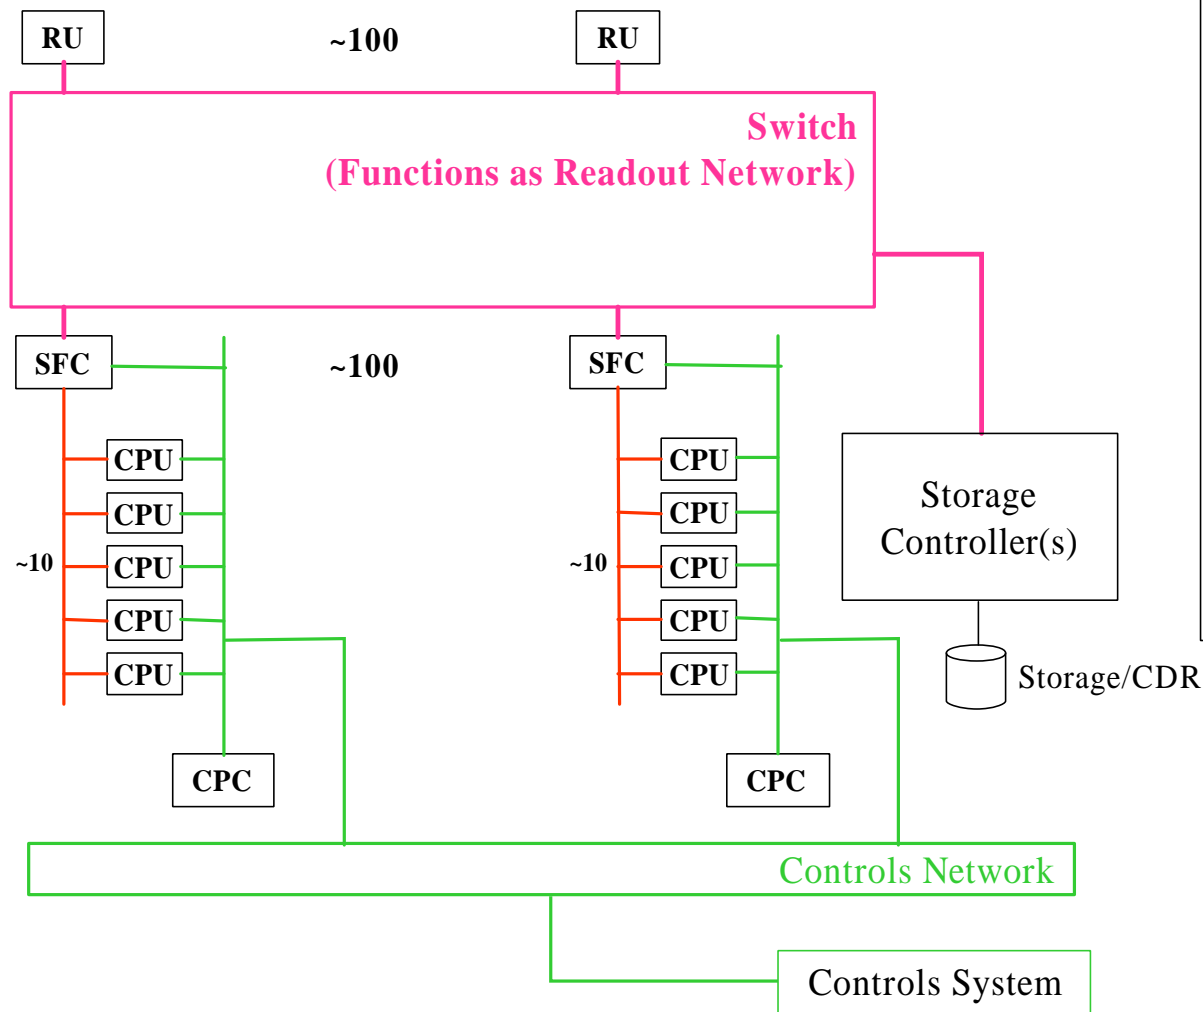 RU
~100
RU
Switch
(Functions as Readout Network)
SFC
~100
SFC
CPU
CPU
CPU
CPU
~10
CPU
~10
CPU
CPU
CPU
CPU
CPU
Storage
Controller(s)
Storage/CDR
CPC
CPC
Controls Network
Controls System